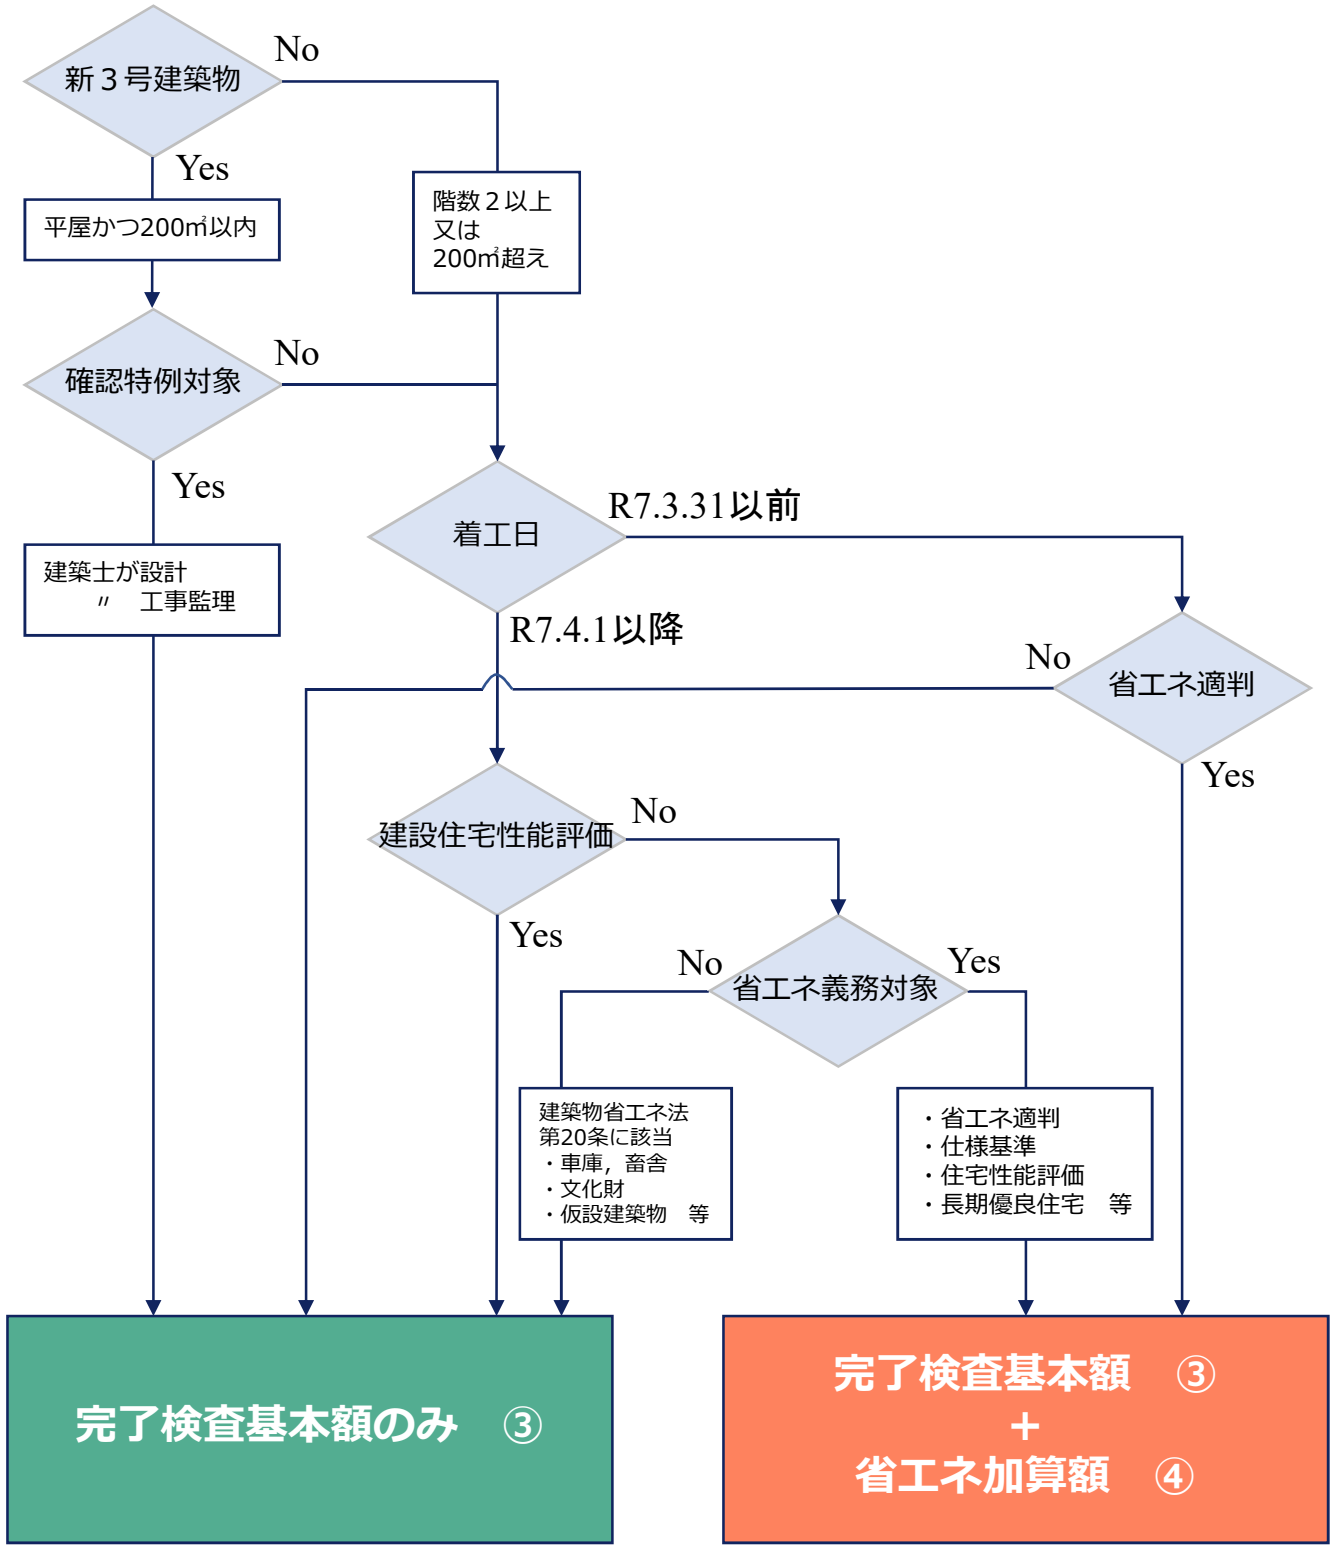 新３号建築物
No
Yes
平屋かつ200㎡以内
階数２以上
又は
200㎡超え
確認特例対象
No
Yes
建築士が設計
〃　工事監理
着工日
R7.3.31以前
R7.4.1以降
省エネ適判
No
Yes
建設住宅性能評価
No
Yes
省エネ義務対象
No
Yes
建築物省エネ法
第20条に該当
・車庫，畜舎
・文化財
・仮設建築物　等
・省エネ適判
・仕様基準
・住宅性能評価
・長期優良住宅　等
完了検査基本額のみ　③
完了検査基本額　③
+
省エネ加算額　④